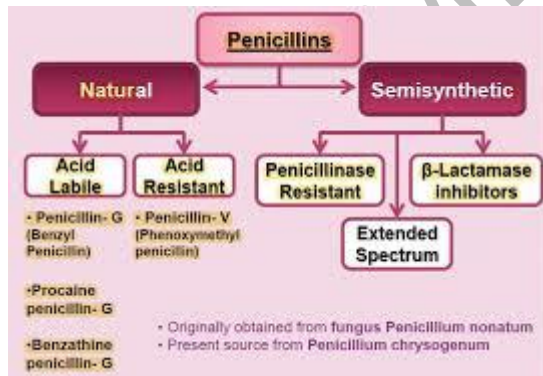 Penicillins
Natural
Semisynthetic
Acid
Labile
Acid
Resistant
Penicillinase
Resistant
β-Lactamase
inhibitors
Extended
Spectrum
• Penicillin- G
(Benzyl
Penicillin)
• Penicillin- V
(Phenoxymethyl
penicillin)
•Procaine
penicillin- G
•Benzathine
penicillin- G
• Originally obtained from fungus Penicillium nonatum
• Present source from Penicillium chrysogenum